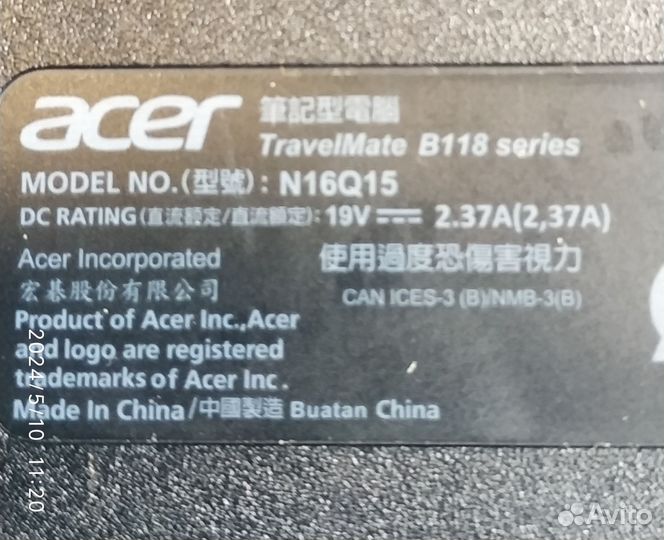 acer 筆記型電腦
TravelMate B118 series
MODEL NO.(型號): N16Q15
DC RATING(直流額定/直流額定): 19V⎓ 2.37A(2,37A)
Acer Incorporated 使用過度恐傷害視力
宏碁股份有限公司 CAN ICES-3 (B)/NMB-3(B)
Product of Acer Inc.,Acer
and logo are registered
trademarks of Acer Inc.
Made In China/中國製造 Buatan China
2024/5/10 11:20
Avito